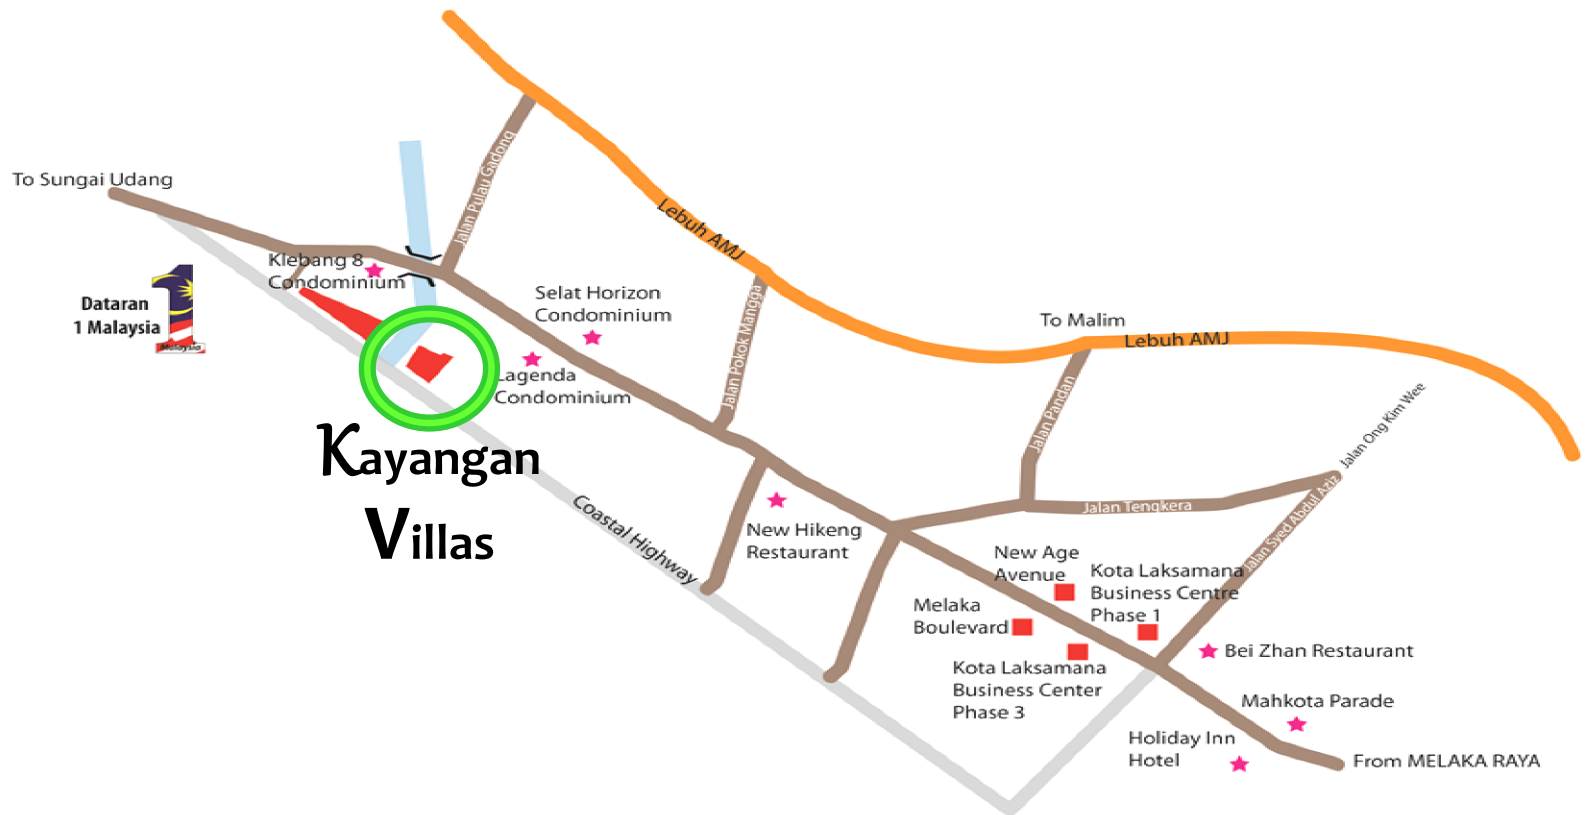 To Sungai Udang
Jalan Pulau Gadong
Lebuh AMJ
Klebang 8
Condominium
Dataran
1 Malaysia
1
Malaysia
Selat Horizon
Condominium
Lagenda
Condominium
Jalan Pokok Mangga
To Malim
Lebuh AMJ
Jalan Pandan
Jalan Ong Kim Wee
Jalan Tengkera
Jalan Syed Abdul Aziz
Kayangan
Villas
Coastal Highway
New Hikeng
Restaurant
New Age
Avenue
Kota Laksamana
Business Centre
Phase 1
Melaka
Boulevard
Kota Laksamana
Business Center
Phase 3
Bei Zhan Restaurant
Mahkota Parade
Holiday Inn
Hotel
From MELAKA RAYA